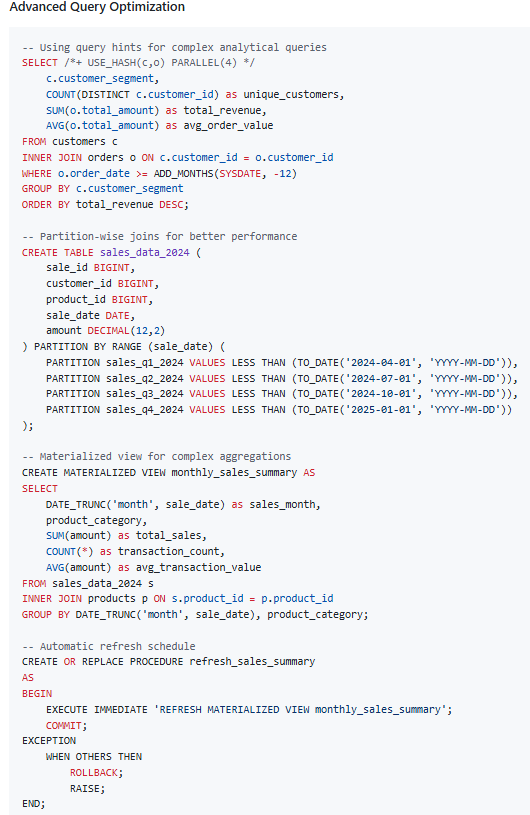 Advanced Query Optimization
-- Using query hints for complex analytical queries
SELECT /*+ USE_HASH(c,o) PARALLEL(4) */
    c.customer_segment,
    COUNT(DISTINCT c.customer_id) as unique_customers,
    SUM(o.total_amount) as total_revenue,
    AVG(o.total_amount) as avg_order_value
FROM customers c
INNER JOIN orders o ON c.customer_id = o.customer_id
WHERE o.order_date >= ADD_MONTHS(SYSDATE, -12)
GROUP BY c.customer_segment
ORDER BY total_revenue DESC;
-- Partition-wise joins for better performance
CREATE TABLE sales_data_2024 (
    sale_id BIGINT,
    customer_id BIGINT,
    product_id BIGINT,
    sale_date DATE,
    amount DECIMAL(12,2)
) PARTITION BY RANGE (sale_date) (
    PARTITION sales_q1_2024 VALUES LESS THAN (TO_DATE('2024-04-01', 'YYYY-MM-DD')),
    PARTITION sales_q2_2024 VALUES LESS THAN (TO_DATE('2024-07-01', 'YYYY-MM-DD')),
    PARTITION sales_q3_2024 VALUES LESS THAN (TO_DATE('2024-10-01', 'YYYY-MM-DD')),
    PARTITION sales_q4_2024 VALUES LESS THAN (TO_DATE('2025-01-01', 'YYYY-MM-DD'))
);
-- Materialized view for complex aggregations
CREATE MATERIALIZED VIEW monthly_sales_summary AS
SELECT
    DATE_TRUNC('month', sale_date) as sales_month,
    product_category,
    SUM(amount) as total_sales,
    COUNT(*) as transaction_count,
    AVG(amount) as avg_transaction_value
FROM sales_data_2024 s
INNER JOIN products p ON s.product_id = p.product_id
GROUP BY DATE_TRUNC('month', sale_date), product_category;
-- Automatic refresh schedule
CREATE OR REPLACE PROCEDURE refresh_sales_summary
AS
BEGIN
    EXECUTE IMMEDIATE 'REFRESH MATERIALIZED VIEW monthly_sales_summary';
    COMMIT;
EXCEPTION
    WHEN OTHERS THEN
        ROLLBACK;
        RAISE;
END;